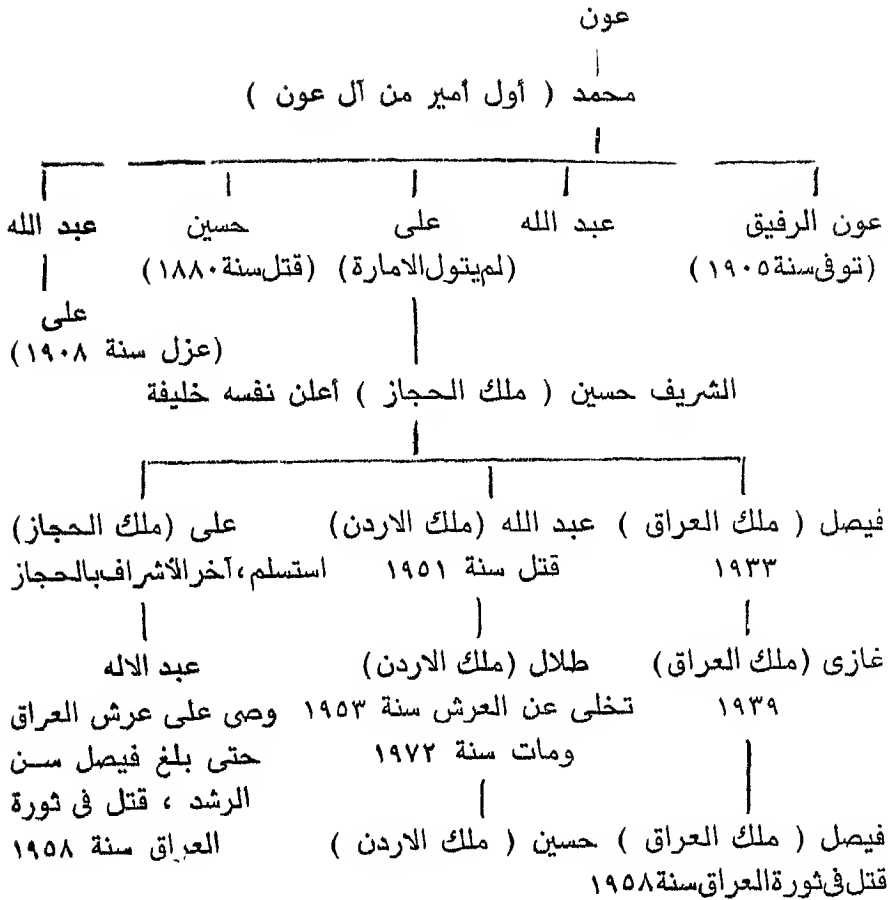 عون
محمد ( أول أمير من آل عون )
عون الرفيق عبد الله على حسين عبد الله
(توفى سنة ١٩٠٥) (لم يتول الامارة) (قتل سنة ١٨٨٠)
على
(عزل سنة ١٩٠٨)
الشريف حسين ( ملك الحجاز ) أعلن نفسه خليفة
فيصل ( ملك العراق ) عبد الله (ملك الاردن) على (ملك الحجاز)
١٩٣٣ قتل سنة ١٩٥١ استسلم ، آخر الأشراف بالحجاز
غازى (ملك العراق) طلال (ملك الاردن) عبد الاله
١٩٣٩ تخلى عن العرش سنة ١٩٥٣ وصى على عرش العراق
ومات سنة ١٩٧٢ حتى بلغ فيصل سن
الرشد ، قتل فى ثورة
فيصل ( ملك العراق ) حسين ( ملك الاردن ) العراق سنة ١٩٥٨
قتل فى ثورة العراق سنة ١٩٥٨